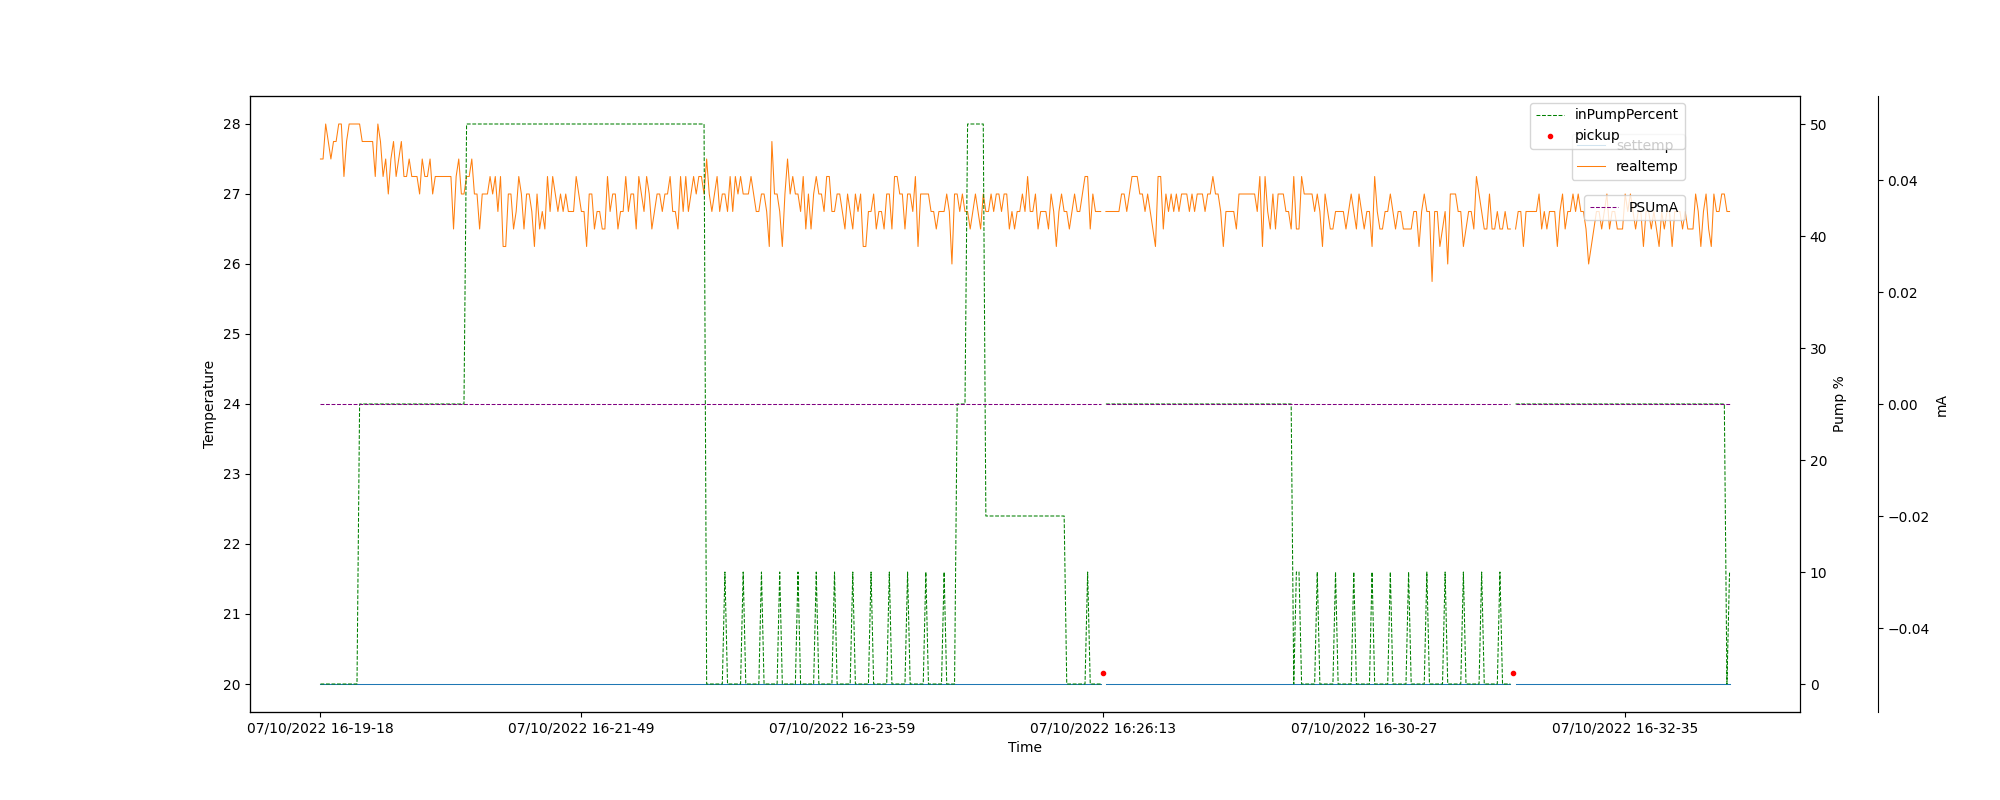 inPumpPercent
pickup
settemp
realtemp
PSUmA
28
27
26
25
24
23
22
21
20
Temperature
50
40
30
20
10
0
Pump %
0.04
0.02
0.00
−0.02
−0.04
mA
07/10/2022 16-19-18
07/10/2022 16-21-49
07/10/2022 16-23-59
07/10/2022 16-26-13
07/10/2022 16-30-27
07/10/2022 16-32-35
Time